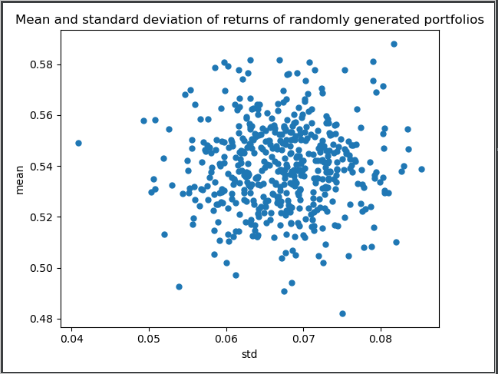 Mean and standard deviation of returns of randomly generated portfolios
0.58
0.56
0.54
0.52
0.50
0.48
mean
0.04 0.05 0.06 0.07 0.08
std